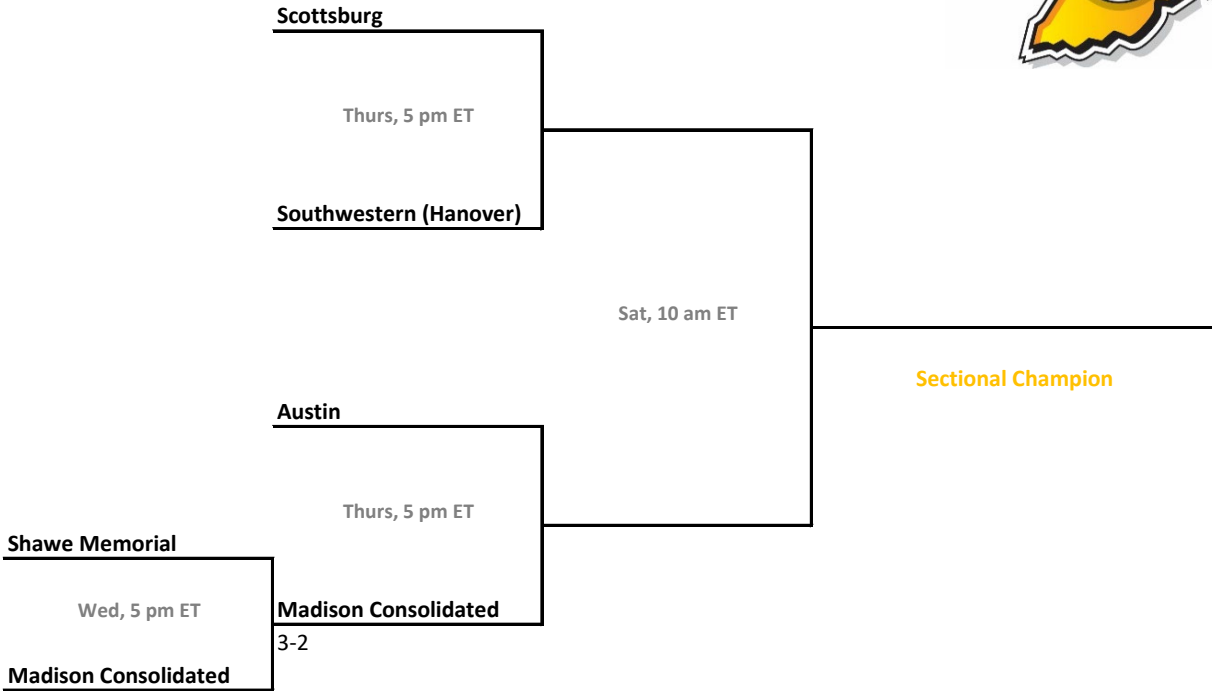 Scottsburg
Thurs, 5 pm ET
Southwestern (Hanover)
Sat, 10 am ET
Sectional Champion
Austin
Thurs, 5 pm ET
Shawe Memorial
Wed, 5 pm ET
Madison Consolidated
3-2
Madison Consolidated